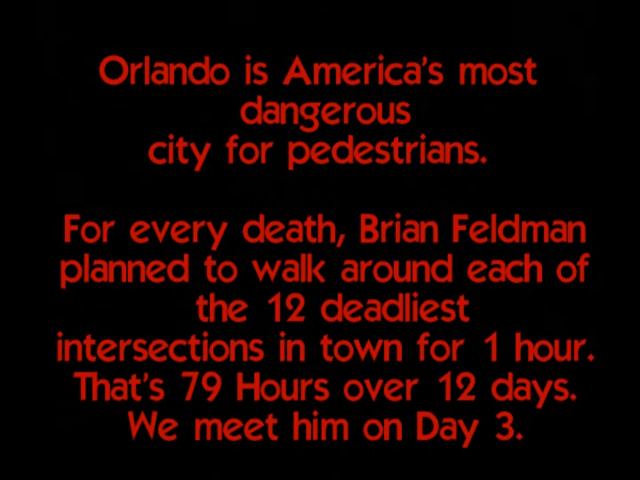 Orlando is America's most
dangerous
city for pedestrians.
For every death, Brian Feldman
planned to walk around each of
the 12 deadliest
intersections in town for 1 hour.
That's 79 Hours over 12 days.
We meet him on Day 3.